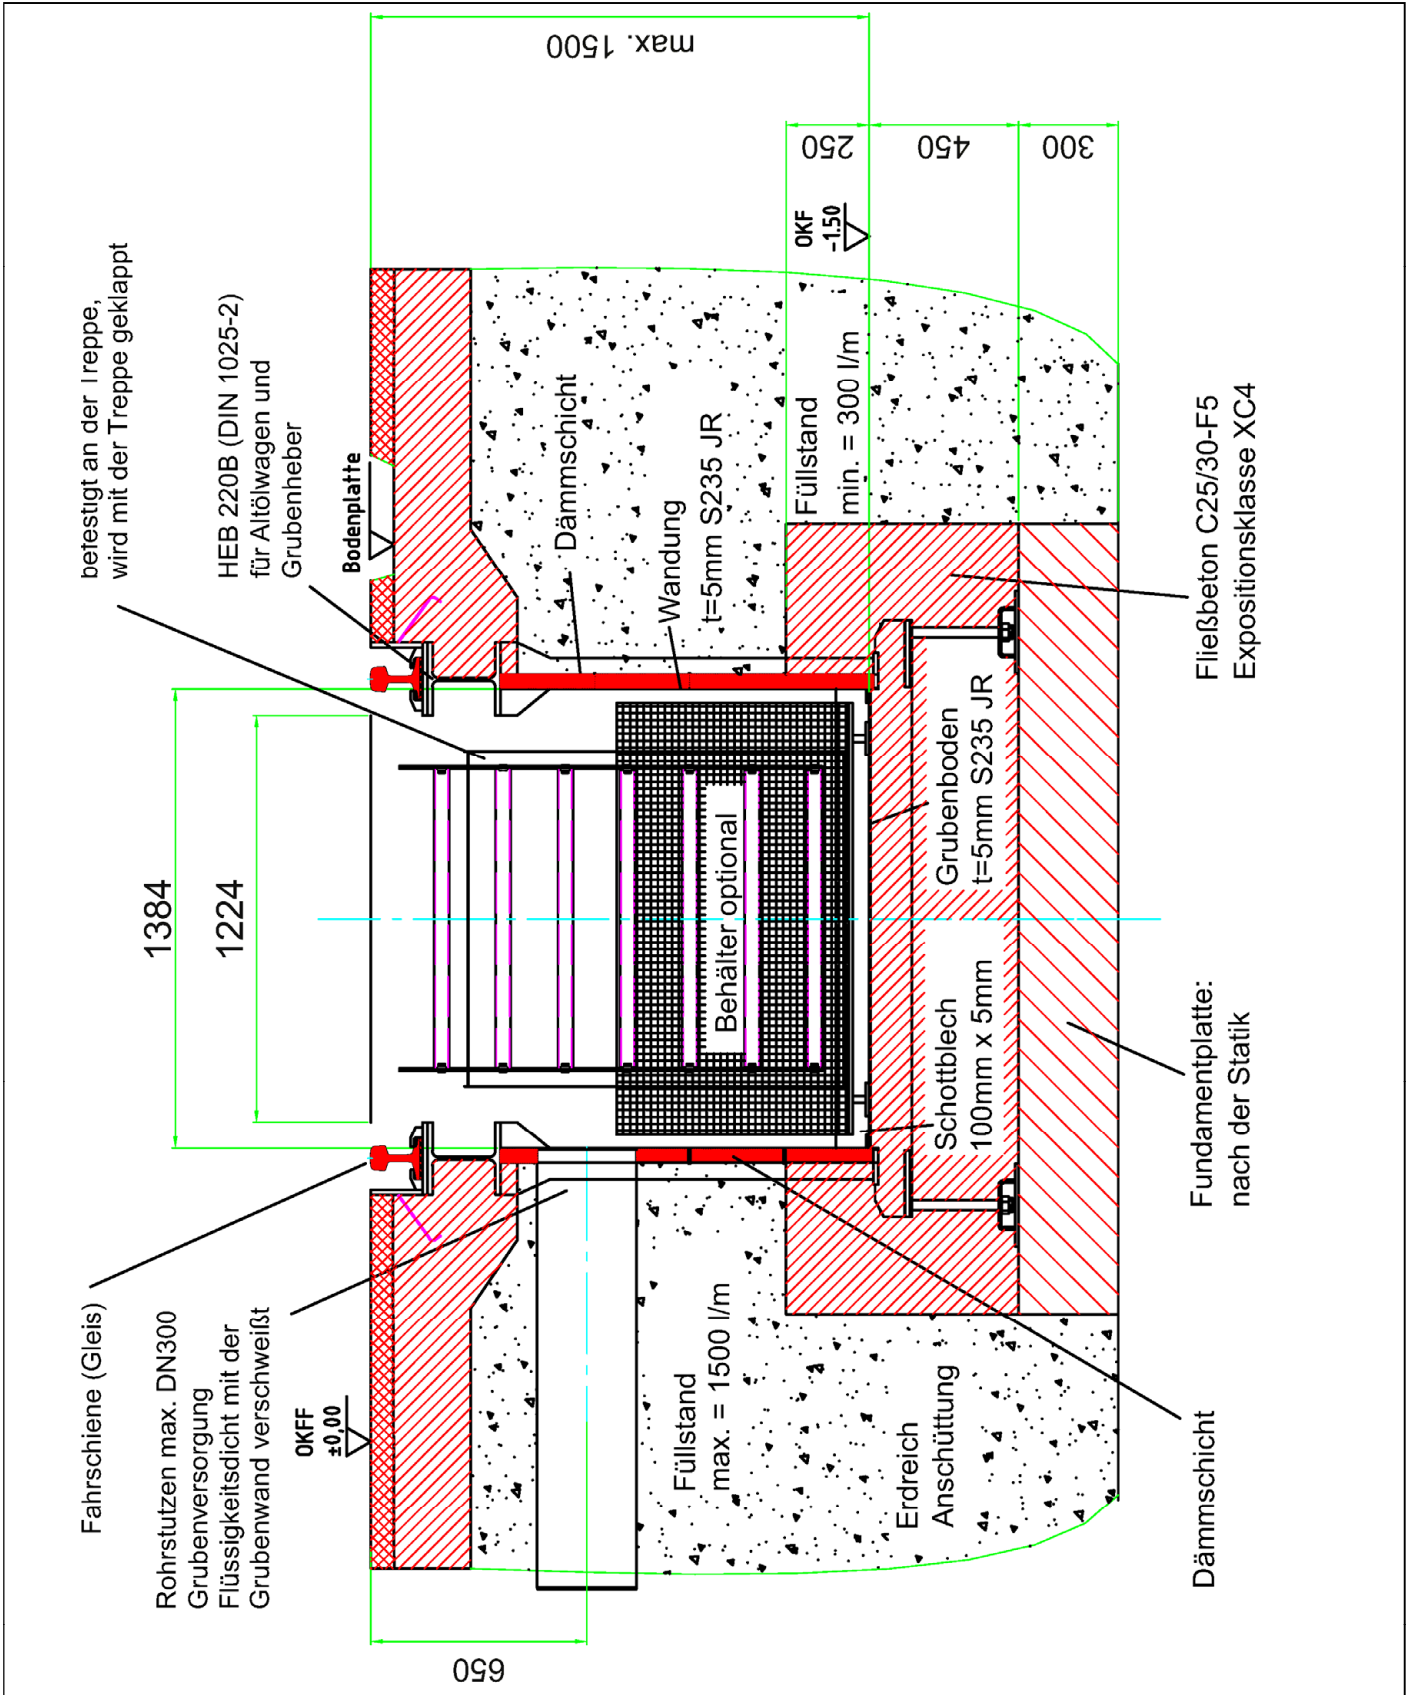 Fahrschiene (Gleis)
betestigt an der Ireppe,
wird mit der Treppe geklappt
1384
1224
Rohrstutzen max. DN300
Grubenversorgung
Flüssigkeitsdicht mit der
Grubenwand verschweißt
HEB 220B (DIN 1025-2)
für Altölwagen und
Grubenheber
OKFF
±0,00
Bodenplatte
650
max. 1500
Dämmschicht
Wandung
t=5mm S235 JR
Behälter optional
Füllstand
max. = 1500 l/m
Füllstand
min. = 300 l/m
OKF
-1.50
250
450
300
Erdreich
Anschüttung
Schottblech
100mm x 5mm
Grubenboden
t=5mm S235 JR
Dämmschicht
Fundamentplatte:
nach der Statik
Fließbeton C25/30-F5
Expositionsklasse XC4